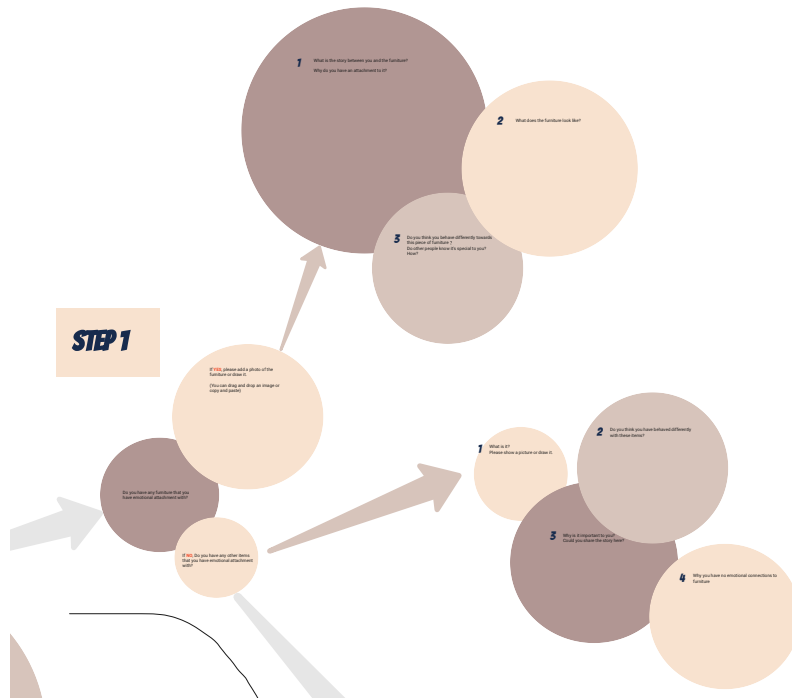 1
What is the story between you and the furniture?
Why do you have an attachment to it?
2
What does the furniture look like?
3
Do you think you behave differently towards
this piece of furniture ?
Do other people know it's special to you?
How?
STEP 1
If YES, please add a photo of the
furniture or draw it.
(You can drag and drop an image or
copy and paste)
Do you have any furniture that you
have emotional attachment with?
If NO, Do you have any other items
that you have emotional attachment
with?
1
What is it?
Please show a picture or draw it.
2
Do you think you have behaved differently
with these items?
3
Why is it important to you?
Could you share the story here?
4
Why you have no emotional connections to
furniture